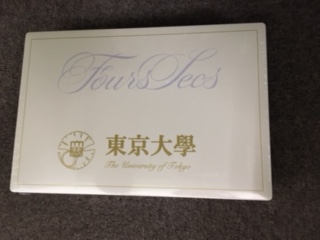 Fours Secs
東京大學
The University of Tokyo